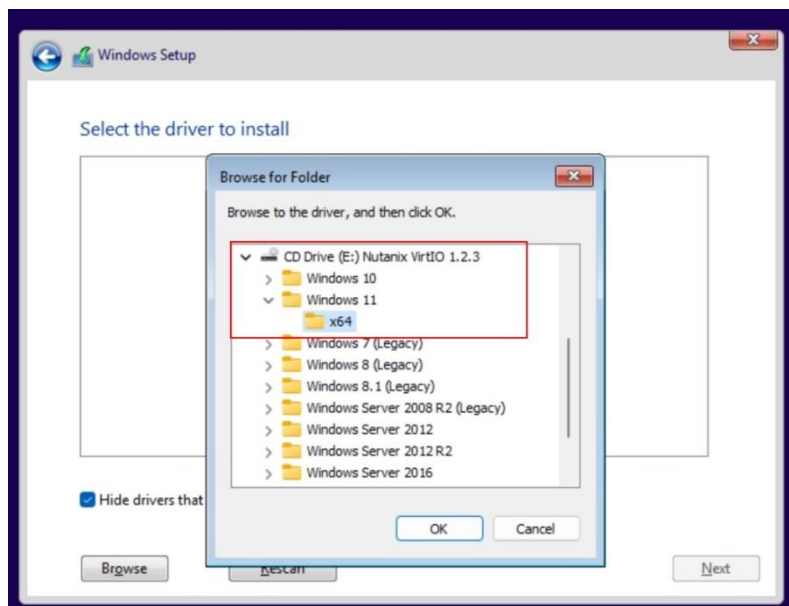 Windows Setup
Select the driver to install
Browse for Folder
Browse to the driver, and then click OK.
CD Drive (E:) Nutanix VirtIO 1.2.3
Windows 10
Windows 11
x64
Windows 7 (Legacy)
Windows 8 (Legacy)
Windows 8.1 (Legacy)
Windows Server 2008 R2 (Legacy)
Windows Server 2012
Windows Server 2012 R2
Windows Server 2016
Hide drivers that
OK Cancel
Browse Rescan Next